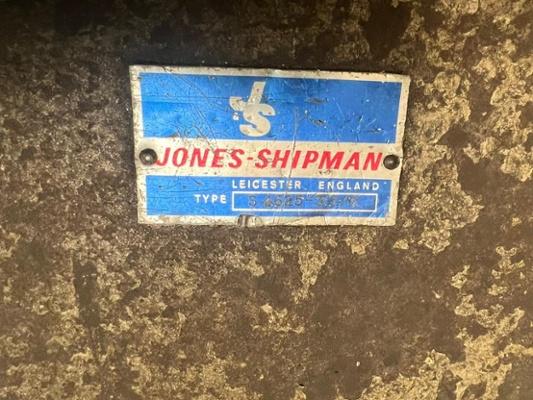 JS
JONES-SHIPMAN
LEICESTER, ENGLAND
TYPE